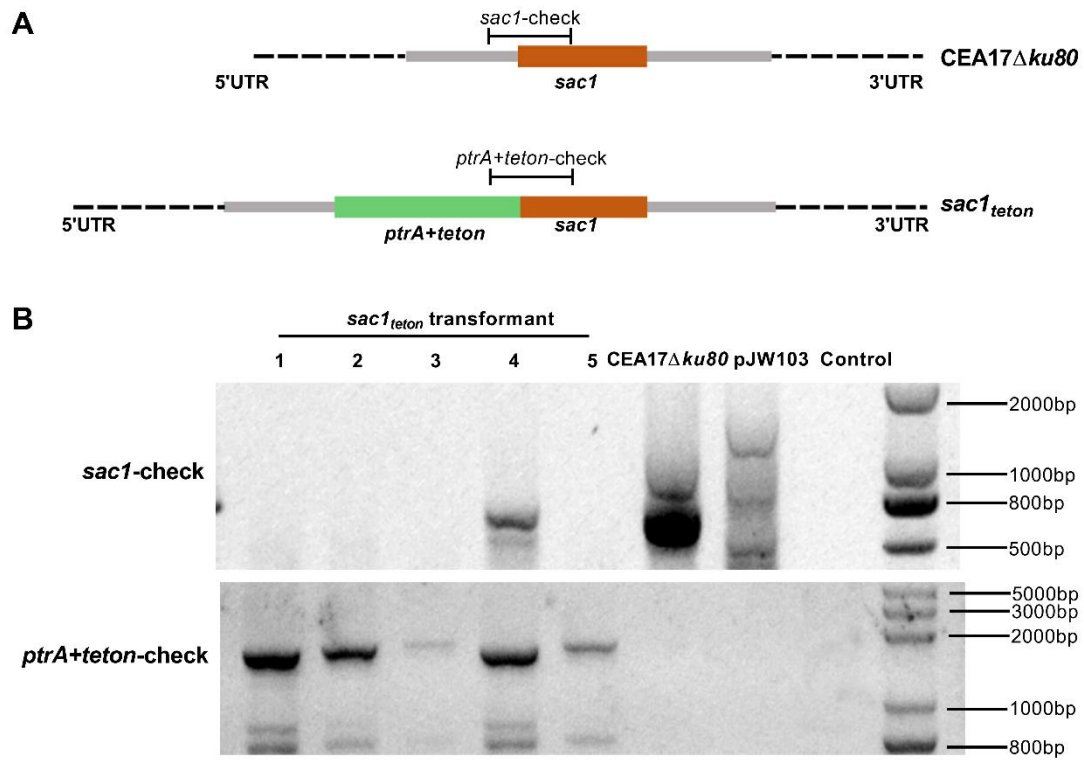 A
sac1-check
CEA17Δku80
5'UTR
sac1
3'UTR
ptrA+teton-check
sac1teton
5'UTR
ptrA+teton
sac1
3'UTR
B
sac1teton transformant
1 2 3 4 5 CEA17Δku80 pJW103 Control
sac1-check
2000bp
1000bp
800bp
500bp
ptrA+teton-check
5000bp
3000bp
2000bp
1000bp
800bp